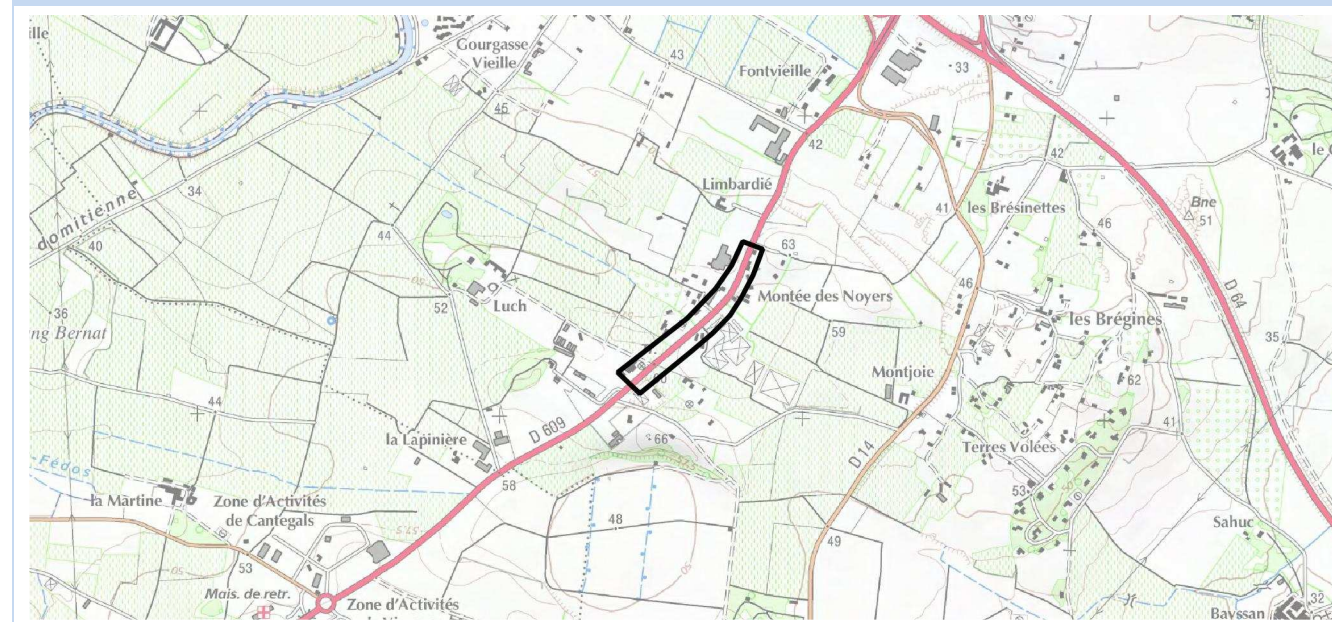 Gourgasse
Vieille
43
33
Fontvieille
45
42
42
34
Limbardié
les Brésinettes
41
46
Bne
51
domitienne
40
44
63
Luch
52
Montée des Noyers
46
D 64
36
les Brégines
59
35
Montjoie
62
44
la Lapinière
D 609
66
41
Terres Volées
D 14
58
53
la Martine
Zone d'Activités
de Cantegals
48
Sahuc
49
53
Mais. de retr.
Zone d'Activités
32
Bayssan